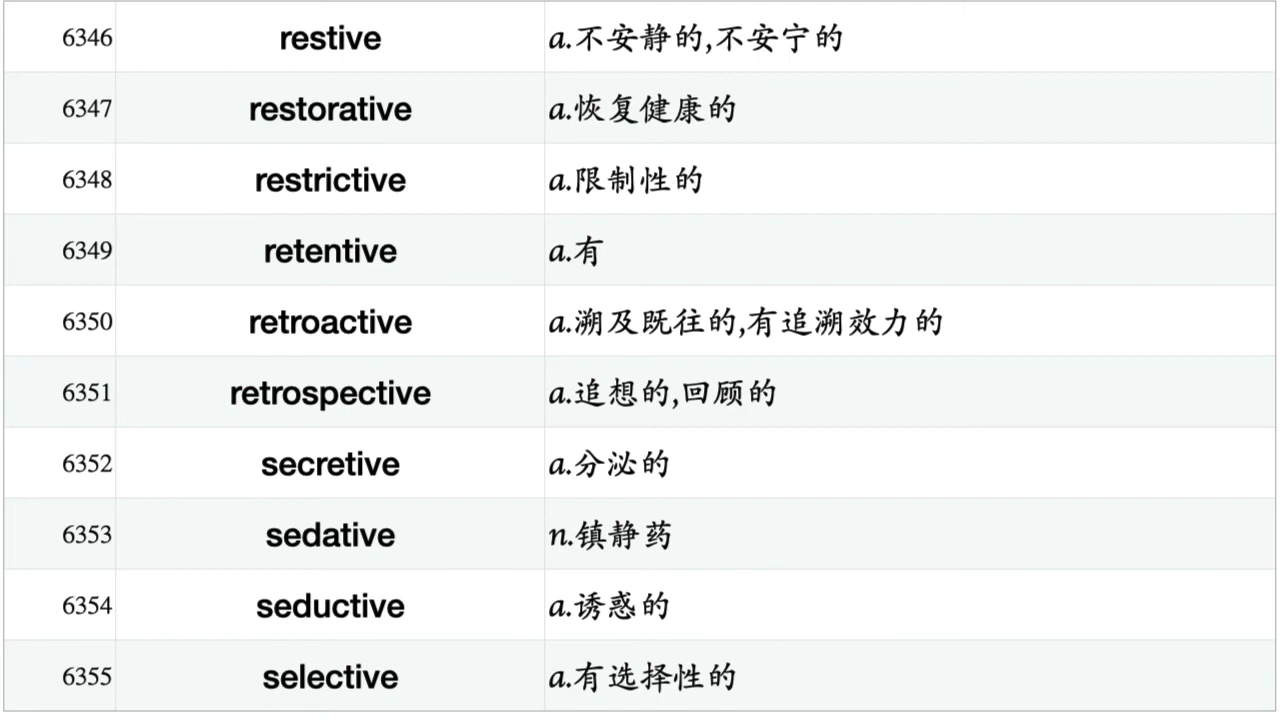 6346 restive a.不安静的,不安宁的
6347 restorative a.恢复健康的
6348 restrictive a.限制性的
6349 retentive a.有
6350 retroactive a.溯及既往的,有追溯效力的
6351 retrospective a.追想的,回顾的
6352 secretive a.分泌的
6353 sedative n.镇静药
6354 seductive a.诱惑的
6355 selective a.有选择性的